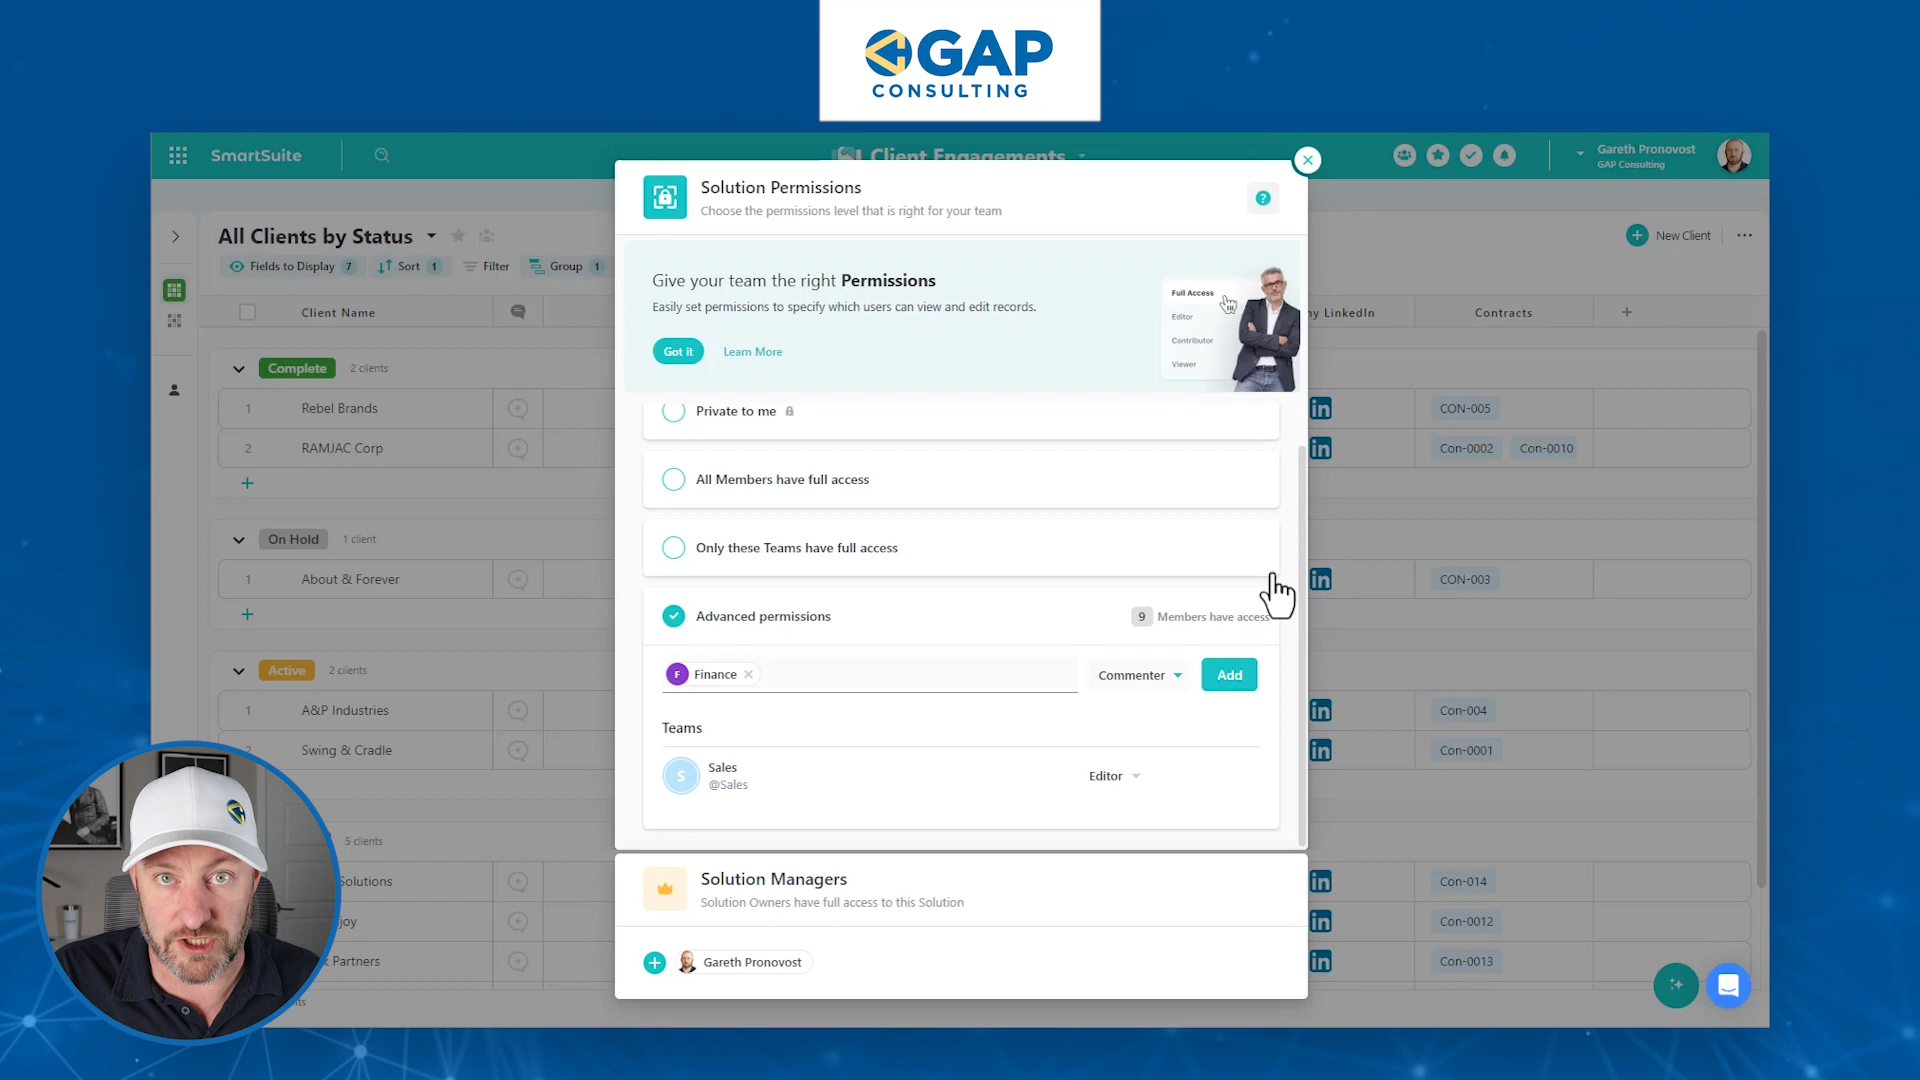 GAP
CONSULTING
SmartSuite
Client Engagements
Gareth Pronovost
GAP Consulting
All Clients by Status
New Client
Fields to Display 7
Sort 1
Filter
Group 1
Client Name
LinkedIn
Contracts
Complete 2 clients
1 Rebel Brands CON-005
2 RAMJAC Corp Con-0002 Con-0010
On Hold 1 client
1 About & Forever CON-003
Active 2 clients
1 A&P Industries Con-004
2 Swing & Cradle Con-0001
5 clients
Solutions Con-014
joy Con-0012
Partners Con-0013
Solution Permissions
Choose the permissions level that is right for your team
?
Give your team the right Permissions
Easily set permissions to specify which users can view and edit records.
Got it Learn More
Full Access
Editor
Contributor
Viewer
Private to me
All Members have full access
Only these Teams have full access
Advanced permissions 9 Members have access
F Finance Commenter Add
Teams
S Sales Editor
@Sales
Solution Managers
Solution Owners have full access to this Solution
Gareth Pronovost